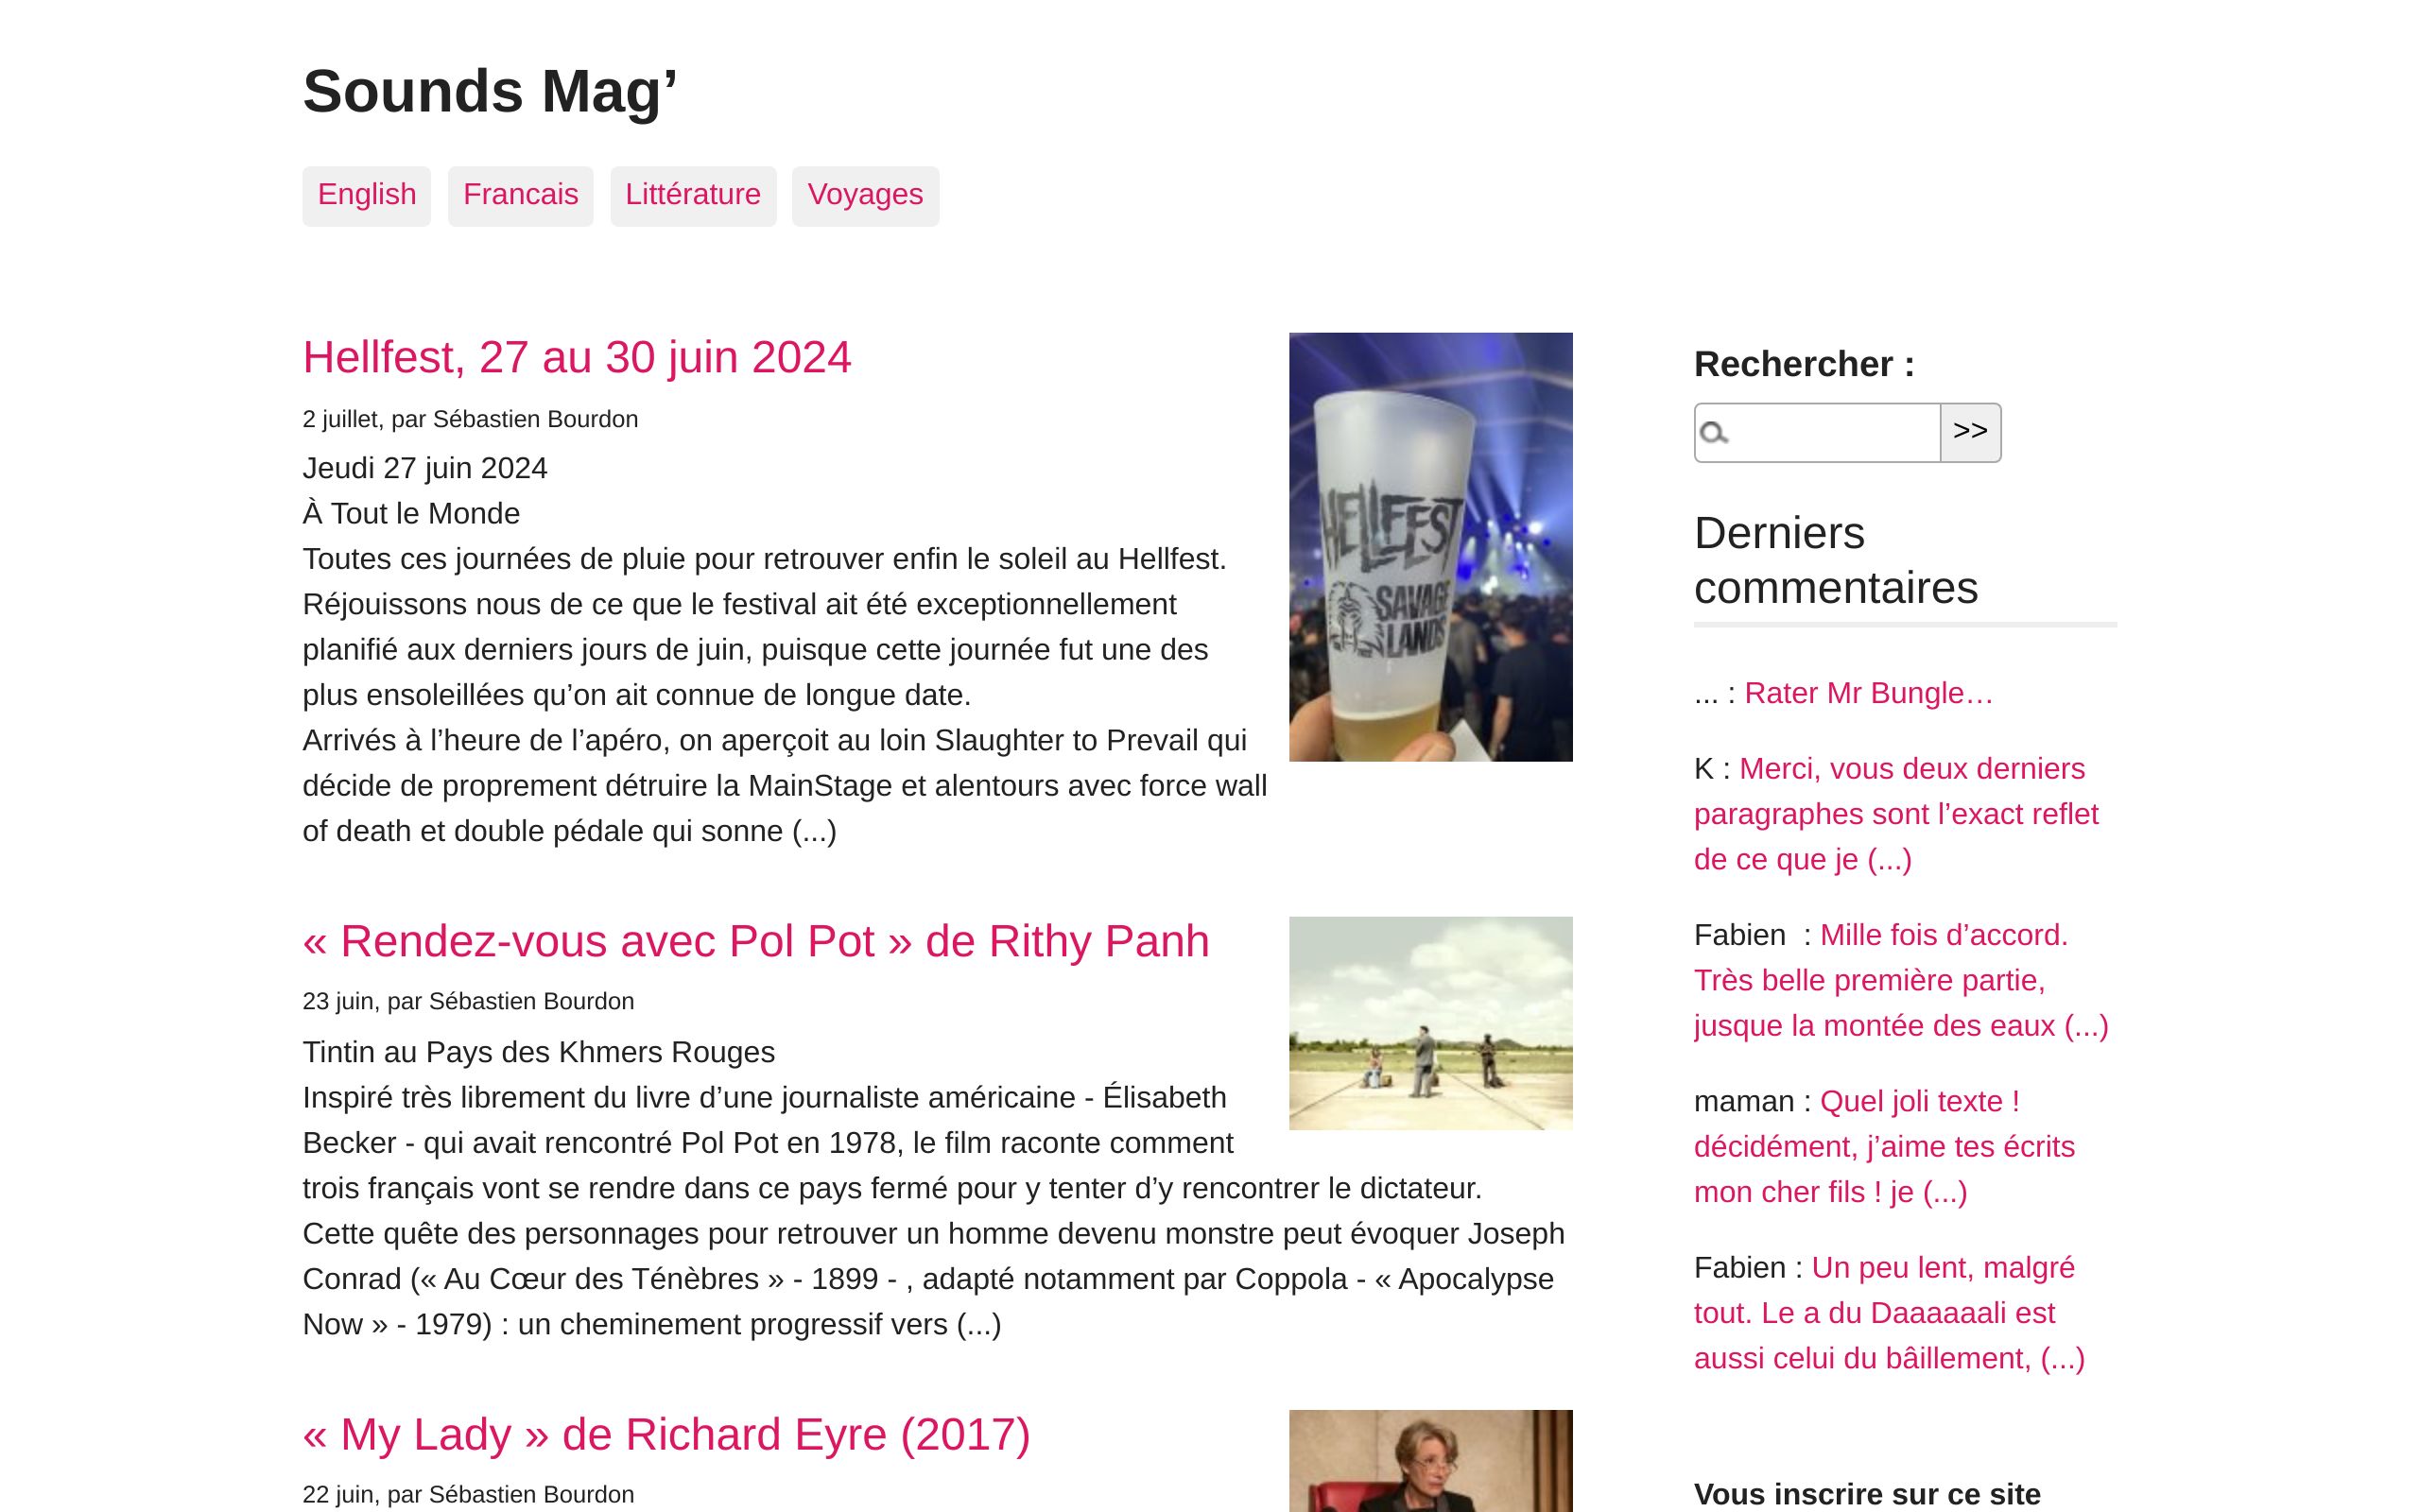 Sounds Mag’
English
Francais
Littérature
Voyages
Hellfest, 27 au 30 juin 2024
2 juillet, par Sébastien Bourdon
Jeudi 27 juin 2024
À Tout le Monde
Toutes ces journées de pluie pour retrouver enfin le soleil au Hellfest.
Réjouissons nous de ce que le festival ait été exceptionnellement
planifié aux derniers jours de juin, puisque cette journée fut une des
plus ensoleillées qu’on ait connue de longue date.
Arrivés à l’heure de l’apéro, on aperçoit au loin Slaughter to Prevail qui
décide de proprement détruire la MainStage et alentours avec force wall
of death et double pédale qui sonne (...)
HELLFEST
SAVAGE
LANDS
« Rendez-vous avec Pol Pot » de Rithy Panh
23 juin, par Sébastien Bourdon
Tintin au Pays des Khmers Rouges
Inspiré très librement du livre d’une journaliste américaine - Élisabeth
Becker - qui avait rencontré Pol Pot en 1978, le film raconte comment
trois français vont se rendre dans ce pays fermé pour y tenter d’y rencontrer le dictateur.
Cette quête des personnages pour retrouver un homme devenu monstre peut évoquer Joseph
Conrad (« Au Cœur des Ténèbres » - 1899 - , adapté notamment par Coppola - « Apocalypse
Now » - 1979) : un cheminement progressif vers (...)
« My Lady » de Richard Eyre (2017)
22 juin, par Sébastien Bourdon
Rechercher :
>>
Derniers
commentaires
... : Rater Mr Bungle…
K : Merci, vous deux derniers
paragraphes sont l’exact reflet
de ce que je (...)
Fabien  : Mille fois d’accord.
Très belle première partie,
jusque la montée des eaux (...)
maman : Quel joli texte !
décidément, j’aime tes écrits
mon cher fils ! je (...)
Fabien : Un peu lent, malgré
tout. Le a du Daaaaaali est
aussi celui du bâillement, (...)
Vous inscrire sur ce site